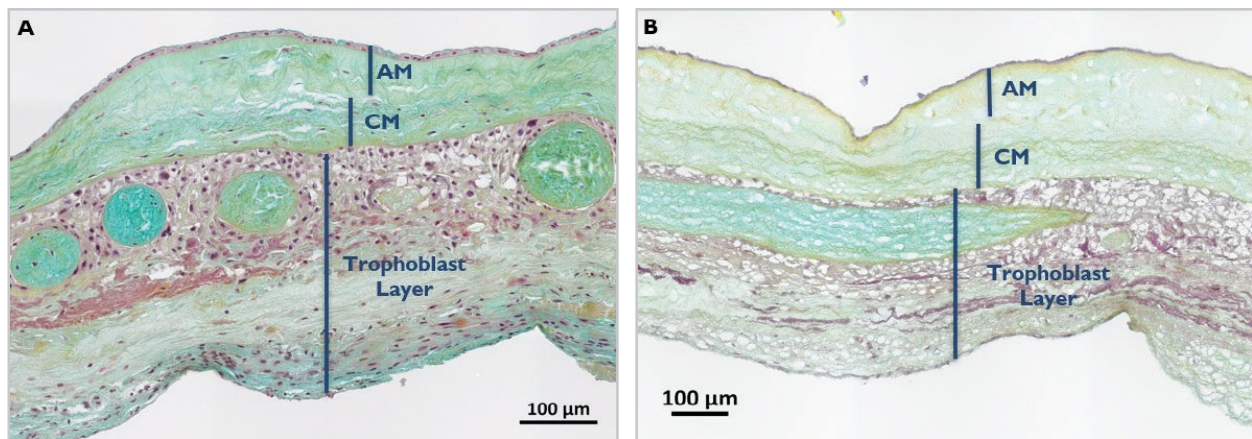 A
AM
CM
Trophoblast
Layer
100 µm
B
AM
CM
Trophoblast
Layer
100 µm